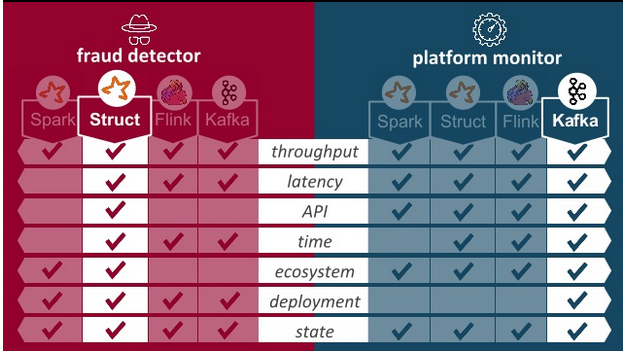 fraud detector
platform monitor
Spark Struct Flink Kafka
Spark Struct Flink Kafka
throughput
latency
API
time
ecosystem
deployment
state